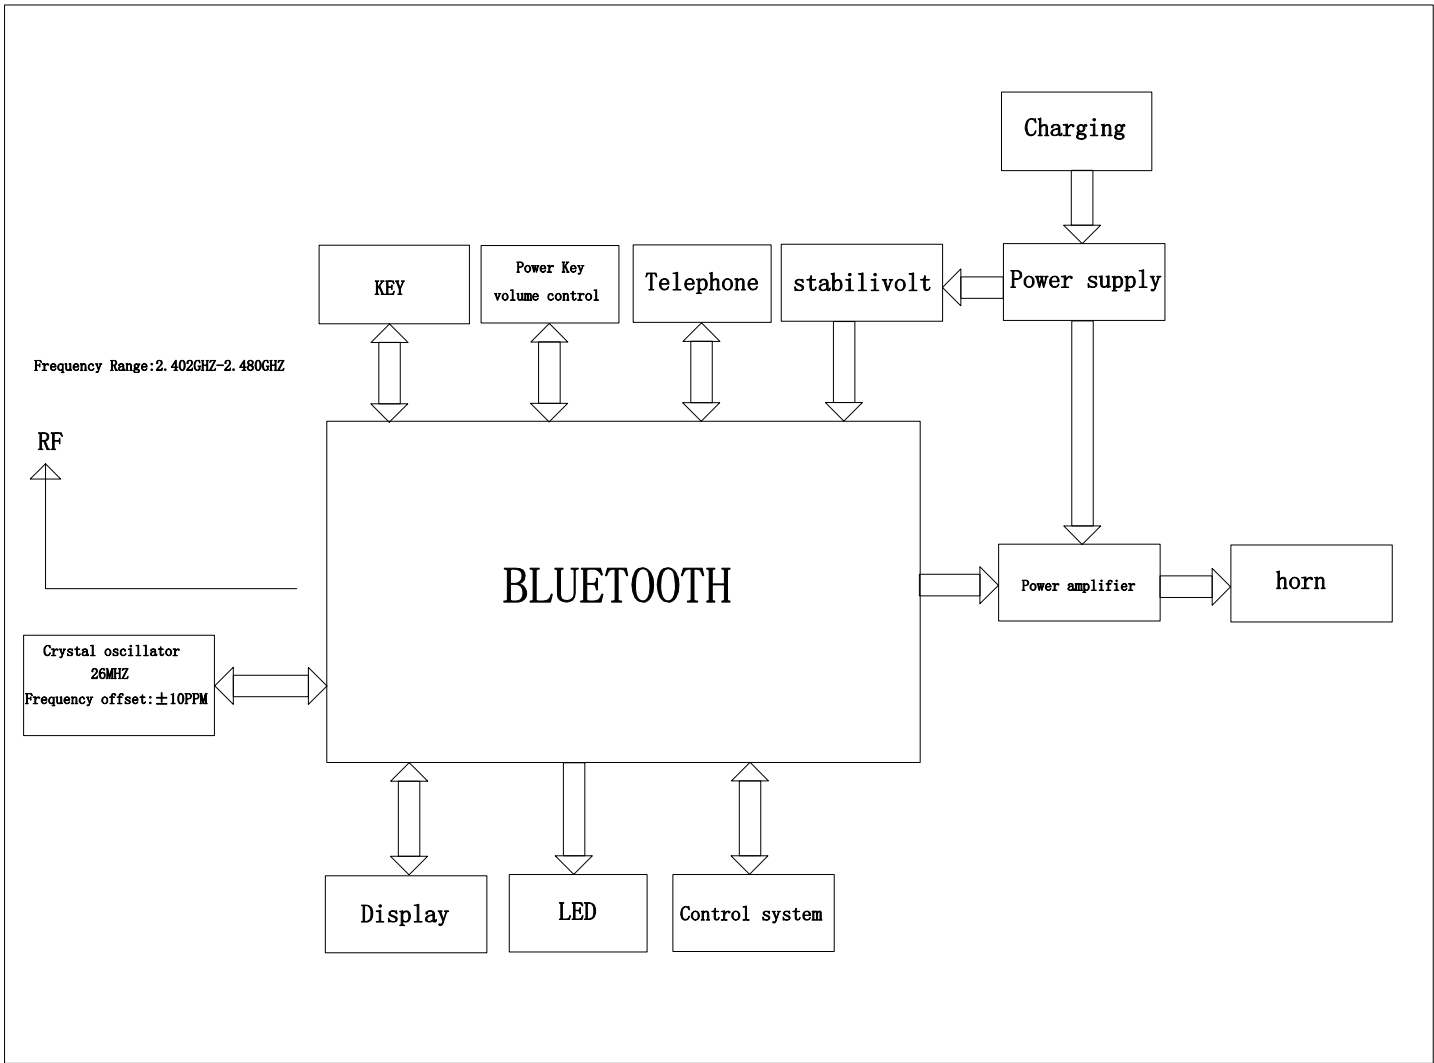 Charging
KEY
Power Key
volume control
Telephone
stabilivolt
Power supply
Frequency Range:2.402GHZ-2.480GHZ
RF
BLUETOOTH
Power amplifier
horn
Crystal oscillator
26MHZ
Frequency offset:±10PPM
Display
LED
Control system